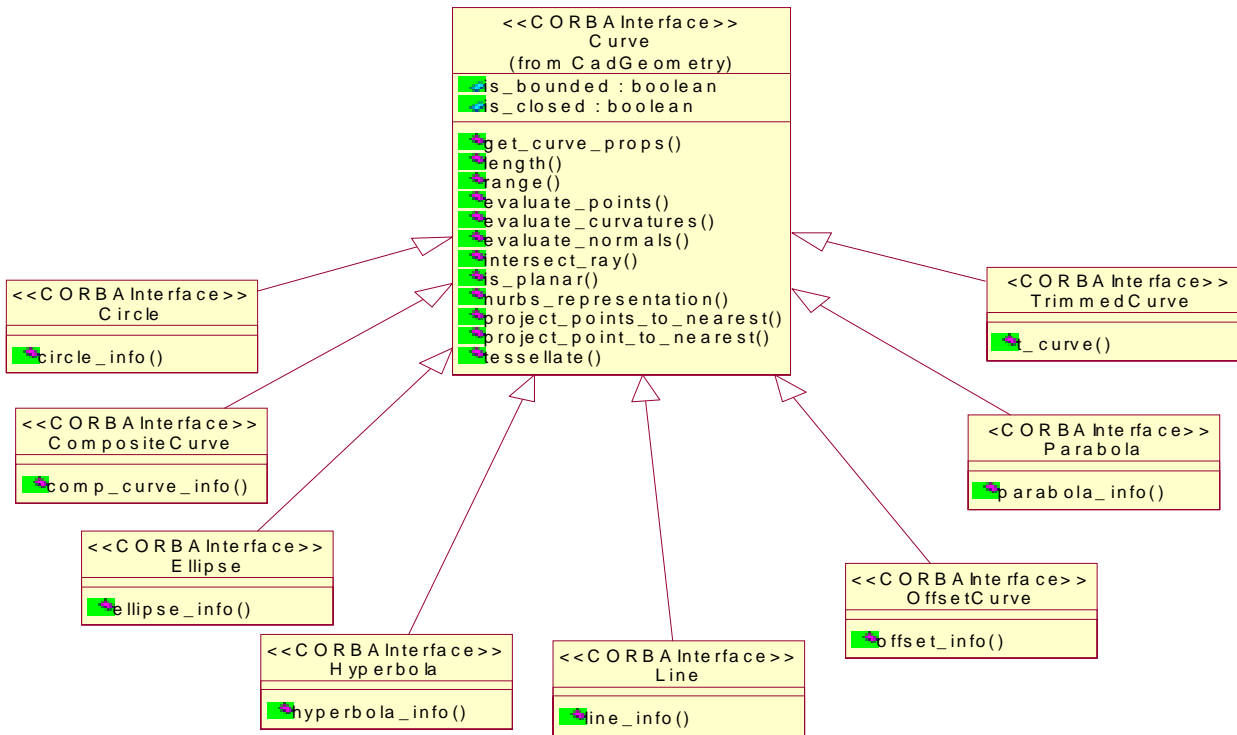 <<CORBAInterface>>
Curve
(from CadGeometry)
is_bounded : boolean
is_closed : boolean
get_curve_props()
length()
range()
evaluate_points()
evaluate_curvatures()
evaluate_normals()
intersect_ray()
is_planar()
nurbs_representation()
project_points_to_nearest()
project_point_to_nearest()
tessellate()
<<CORBAInterface>>
Circle
circle_info()
<CORBAInterface>>
TrimmedCurve
t_curve()
<<CORBAInterface>>
CompositeCurve
comp_curve_info()
<CORBAInterface>>
Parabola
parabola_info()
<<CORBAInterface>>
Ellipse
ellipse_info()
<<CORBAInterface>>
OffsetCurve
offset_info()
<<CORBAInterface>>
Hyperbola
hyperbola_info()
<<CORBAInterface>>
Line
line_info()